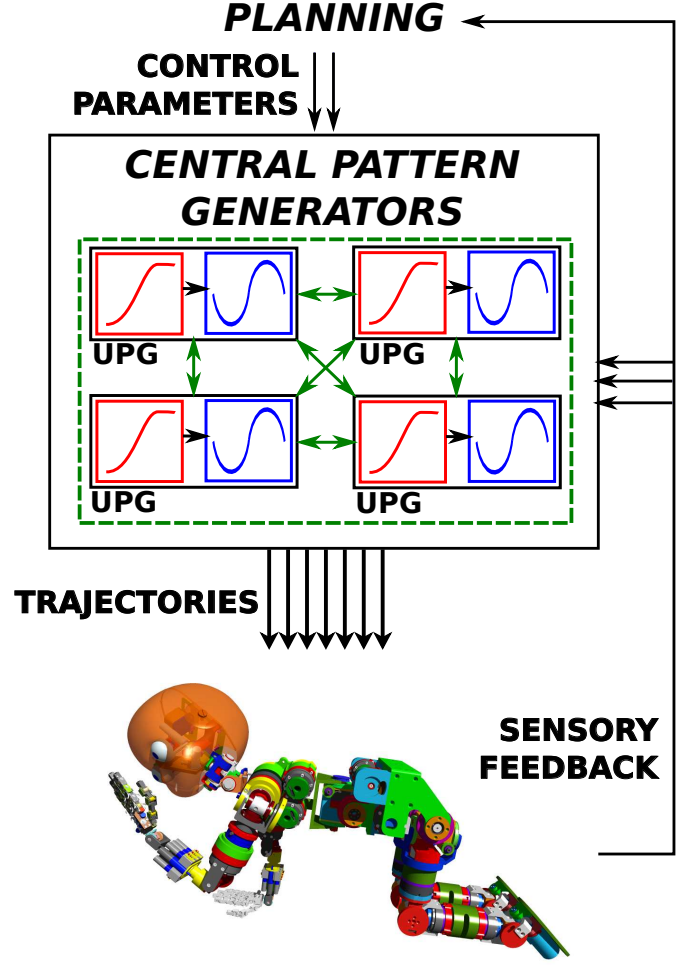 PLANNING
CONTROL
PARAMETERS
CENTRAL PATTERN
GENERATORS
UPG
UPG
UPG
UPG
TRAJECTORIES
SENSORY
FEEDBACK